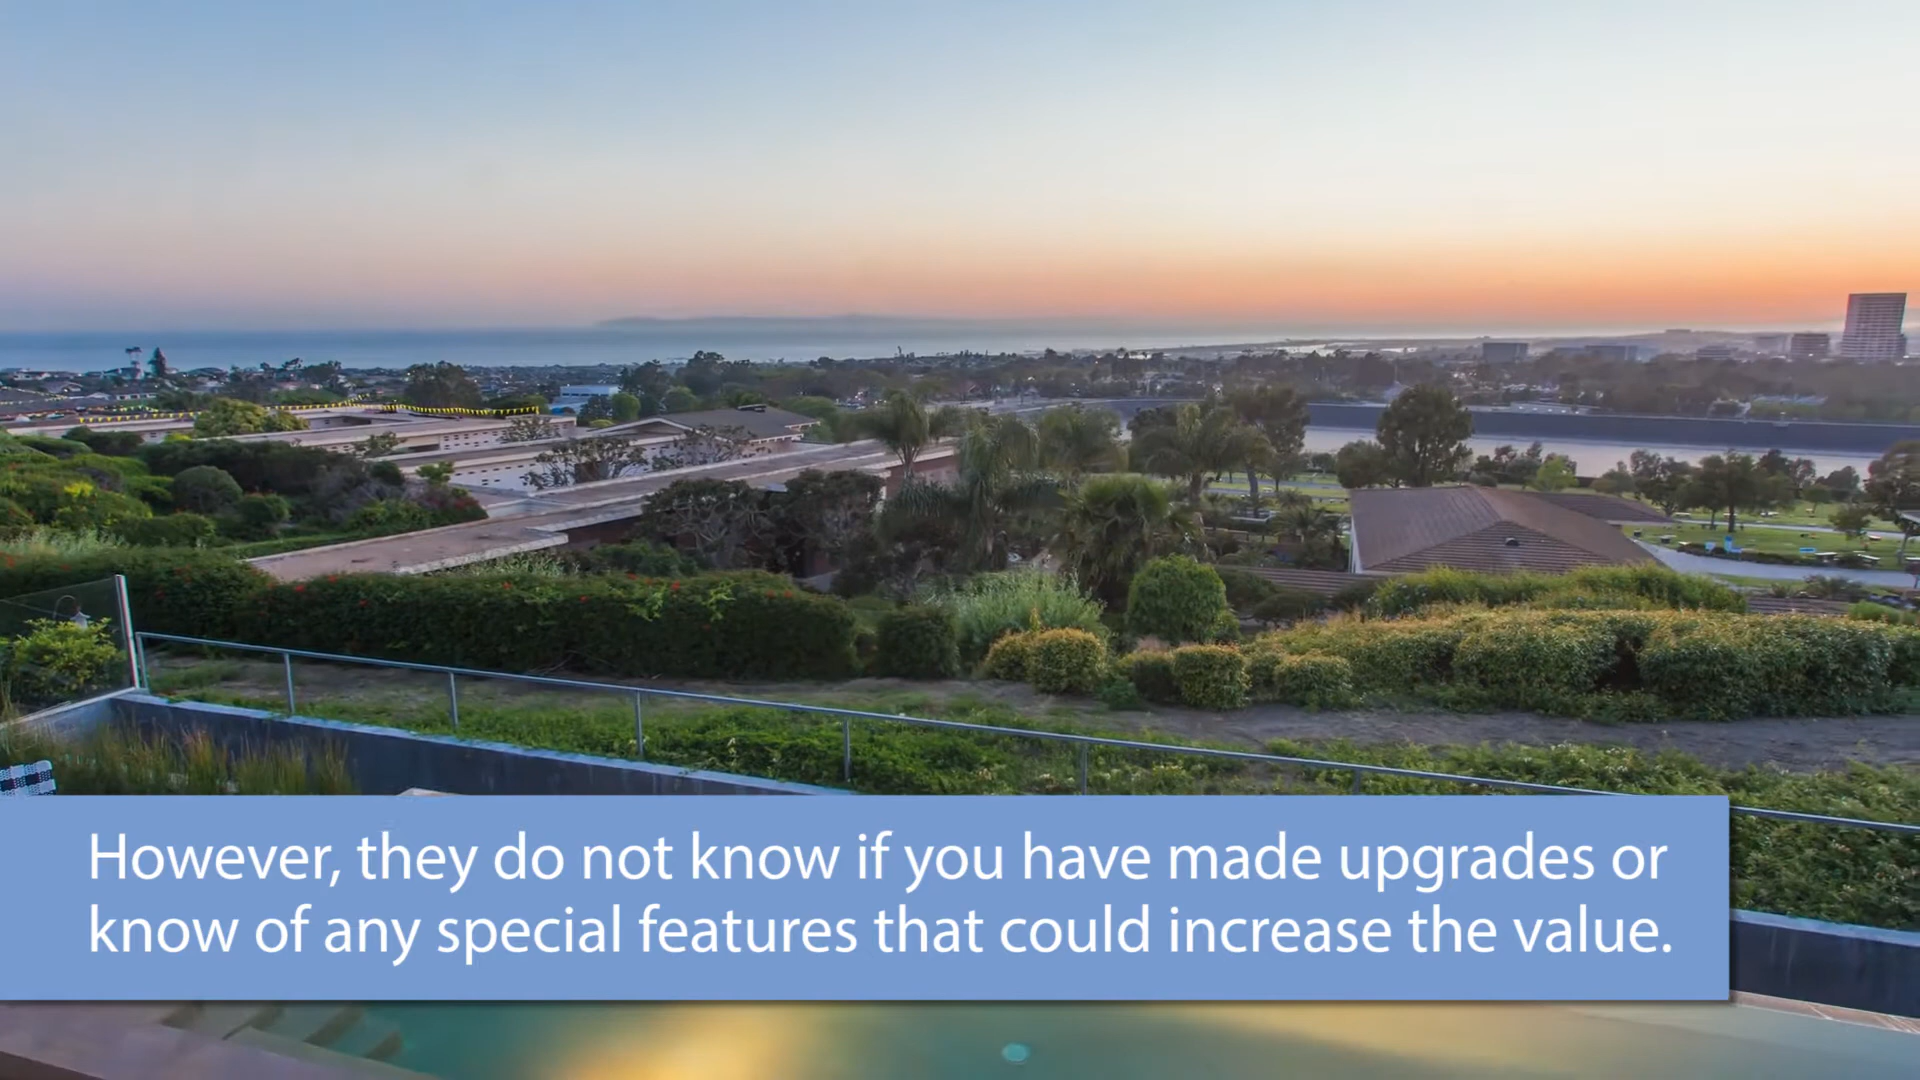 However, they do not know if you have made upgrades or
know of any special features that could increase the value.